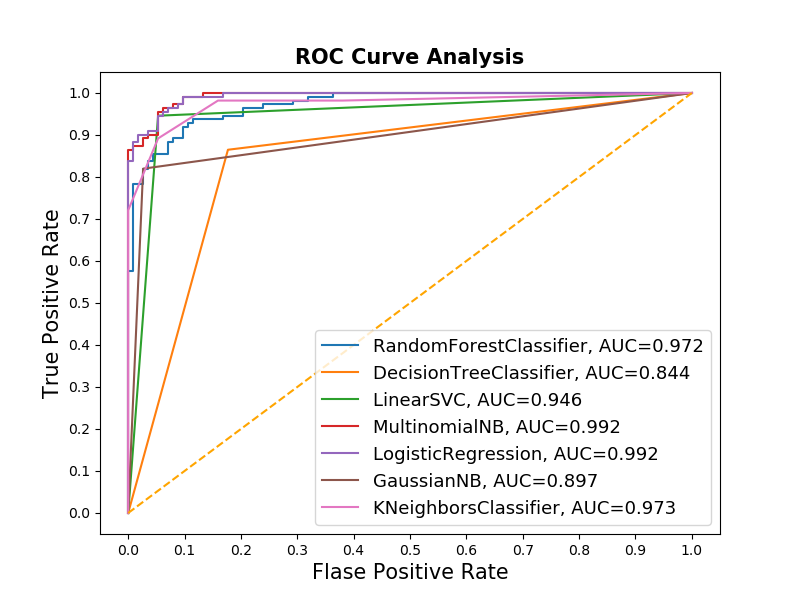 ROC Curve Analysis
True Positive Rate
1.0
0.9
0.8
0.7
0.6
0.5
0.4
0.3
0.2
0.1
0.0
RandomForestClassifier, AUC=0.972
DecisionTreeClassifier, AUC=0.844
LinearSVC, AUC=0.946
MultinomialNB, AUC=0.992
LogisticRegression, AUC=0.992
GaussianNB, AUC=0.897
KNeighborsClassifier, AUC=0.973
0.0 0.1 0.2 0.3 0.4 0.5 0.6 0.7 0.8 0.9 1.0
Flase Positive Rate